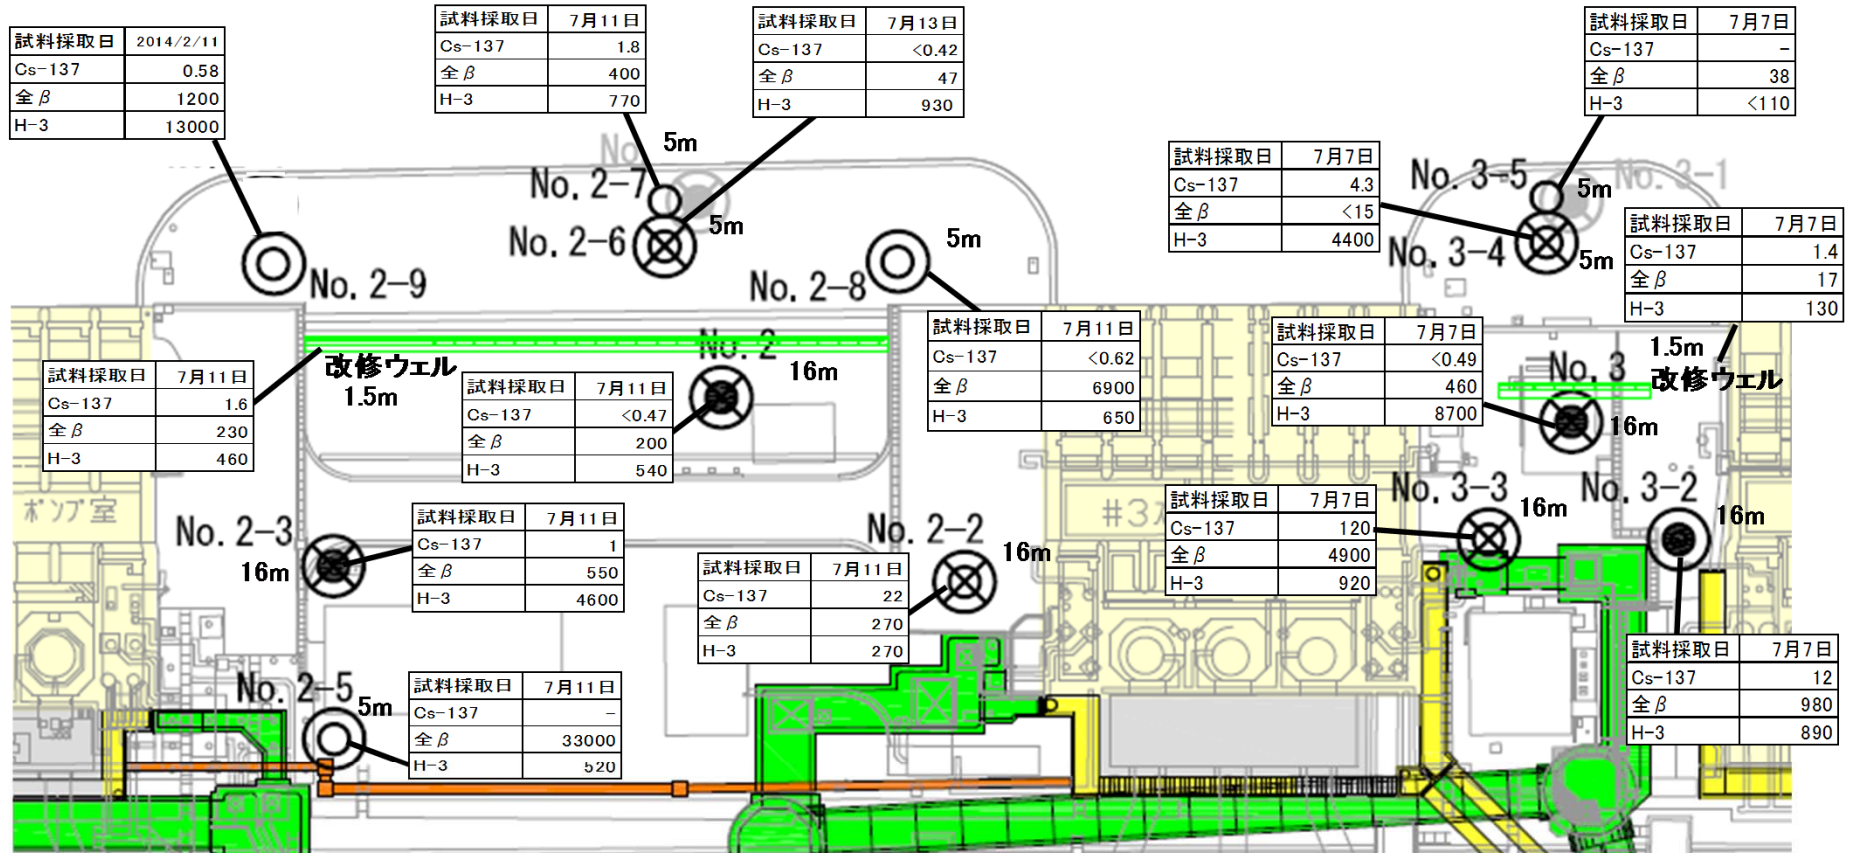 試料採取日 2014/2/11
Cs-137 0.58
全β 1200
H-3 13000
試料採取日 7月11日
Cs-137 1.8
全β 400
H-3 770
試料採取日 7月13日
Cs-137 <0.42
全β 47
H-3 930
試料採取日 7月7日
Cs-137 -
全β 38
H-3 <110
No 5m
No. 2-7
No. 2-6 5m
No. 2-8 5m
No. 2-9
試料採取日 7月7日
Cs-137 4.3
全β <15
H-3 4400
No. 3-5 5m No. 3-1
No. 3-4 5m
試料採取日 7月7日
Cs-137 1.4
全β 17
H-3 130
改修ウェル
1.5m
No. 2 16m
試料採取日 7月11日
Cs-137 1.6
全β 230
H-3 460
試料採取日 7月11日
Cs-137 <0.47
全β 200
H-3 540
試料採取日 7月11日
Cs-137 <0.62
全β 6900
H-3 650
試料採取日 7月7日
Cs-137 <0.49
全β 460
H-3 8700
No. 3 16m
1.5m
改修ウェル
ポンプ室
No. 2-3
16m
試料採取日 7月11日
Cs-137 1
全β 550
H-3 4600
No. 2-2
16m
試料採取日 7月11日
Cs-137 22
全β 270
H-3 270
#3
試料採取日 7月7日
Cs-137 120
全β 4900
H-3 920
No. 3-3 16m
No. 3-2 16m
No. 2-5 5m
試料採取日 7月11日
Cs-137 -
全β 33000
H-3 520
試料採取日 7月7日
Cs-137 12
全β 980
H-3 890